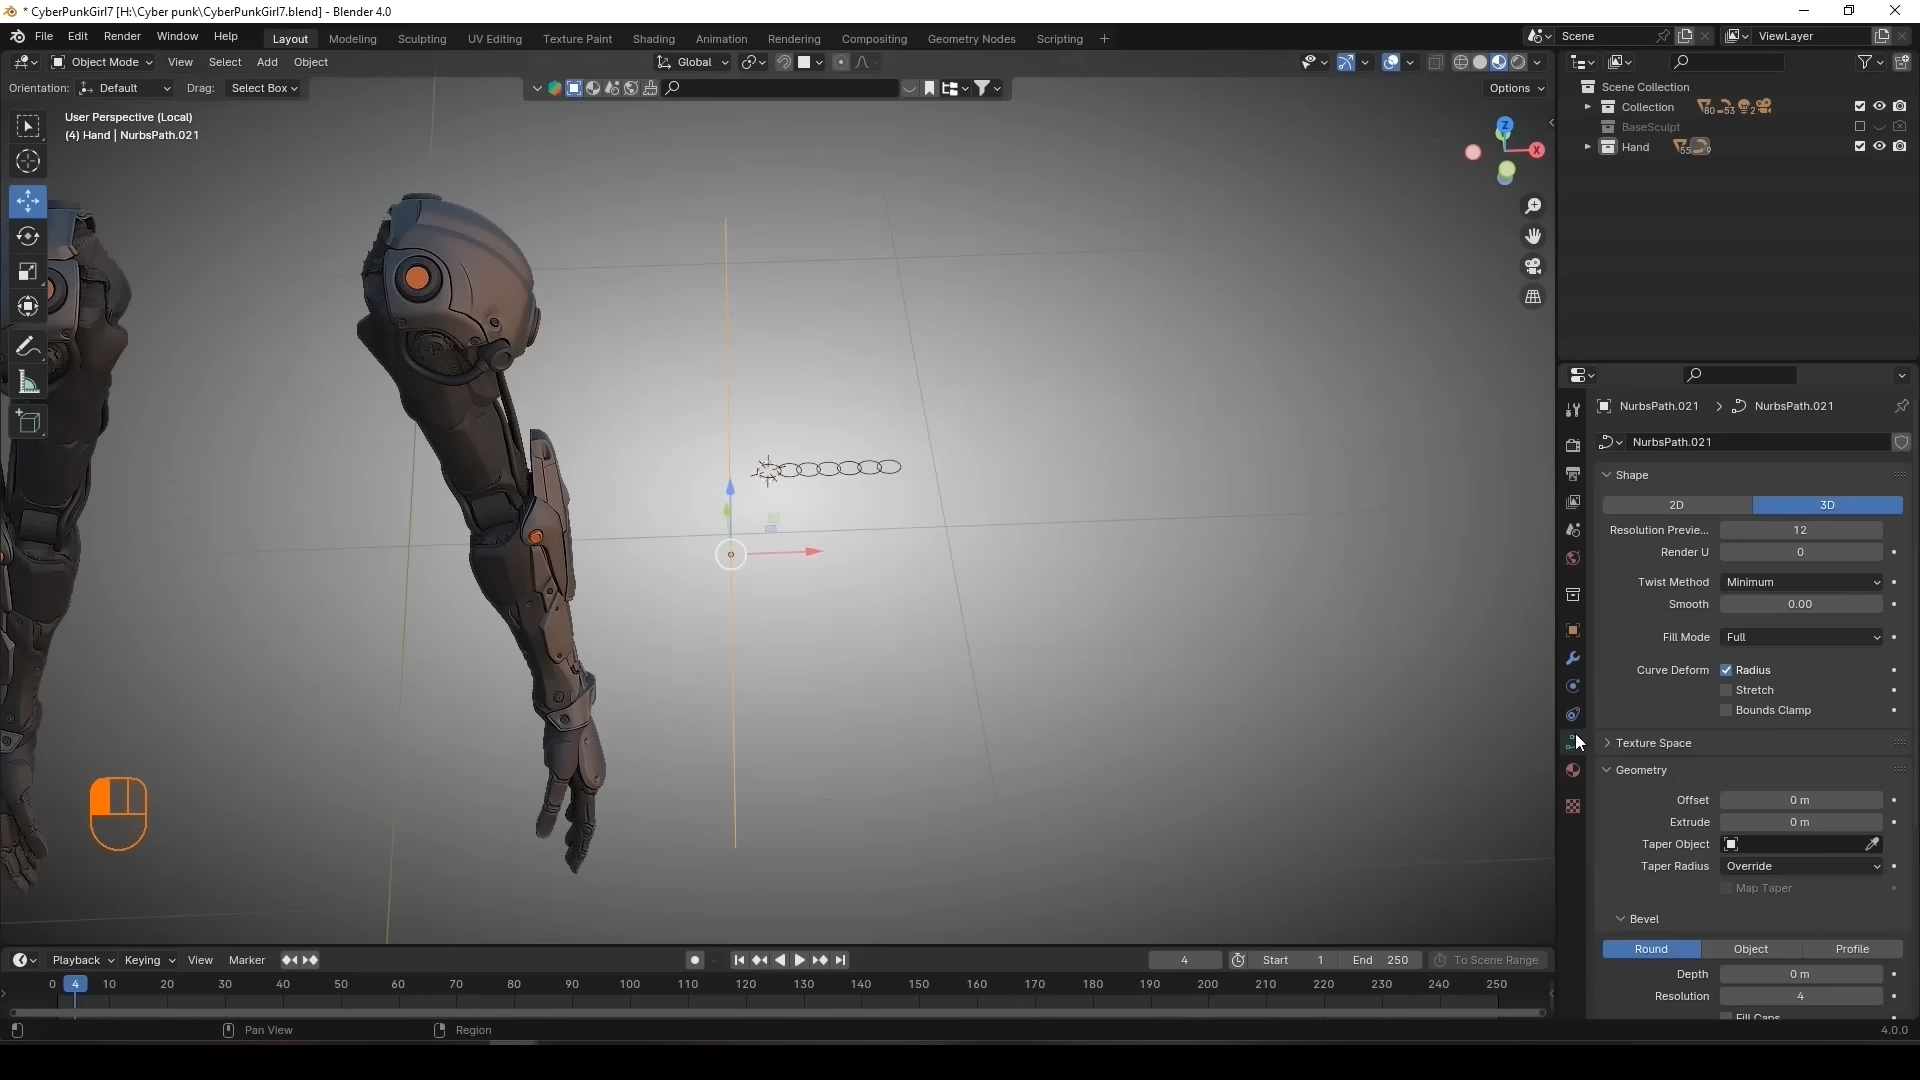 * CyberPunkGirl7 [H:\Cyber punk\CyberPunkGirl7.blend] - Blender 4.0
File Edit Render Window Help Layout Modeling Sculpting UV Editing Texture Paint Shading Animation Rendering Compositing Geometry Nodes Scripting + Scene ViewLayer
Object Mode View Select Add Object Global
Orientation: Default Drag: Select Box Options
User Perspective (Local)
(4) Hand | NurbsPath.021
Z
X
Scene Collection
Collection 80 53 2
BaseSculpt
Hand 55 9
NurbsPath.021 > NurbsPath.021
NurbsPath.021
Shape
2D 3D
Resolution Previe... 12
Render U 0
Twist Method Minimum
Smooth 0.00
Fill Mode Full
Curve Deform Radius
Stretch
Bounds Clamp
Texture Space
Geometry
Offset 0 m
Extrude 0 m
Taper Object
Taper Radius Override
Map Taper
Bevel
Round Object Profile
Depth 0 m
Resolution 4
Fill Caps
Playback Keying View Marker 4 Start 1 End 250 To Scene Range
0 4 10 20 30 40 50 60 70 80 90 100 110 120 130 140 150 160 170 180 190 200 210 220 230 240 250
Pan View Region 4.0.0